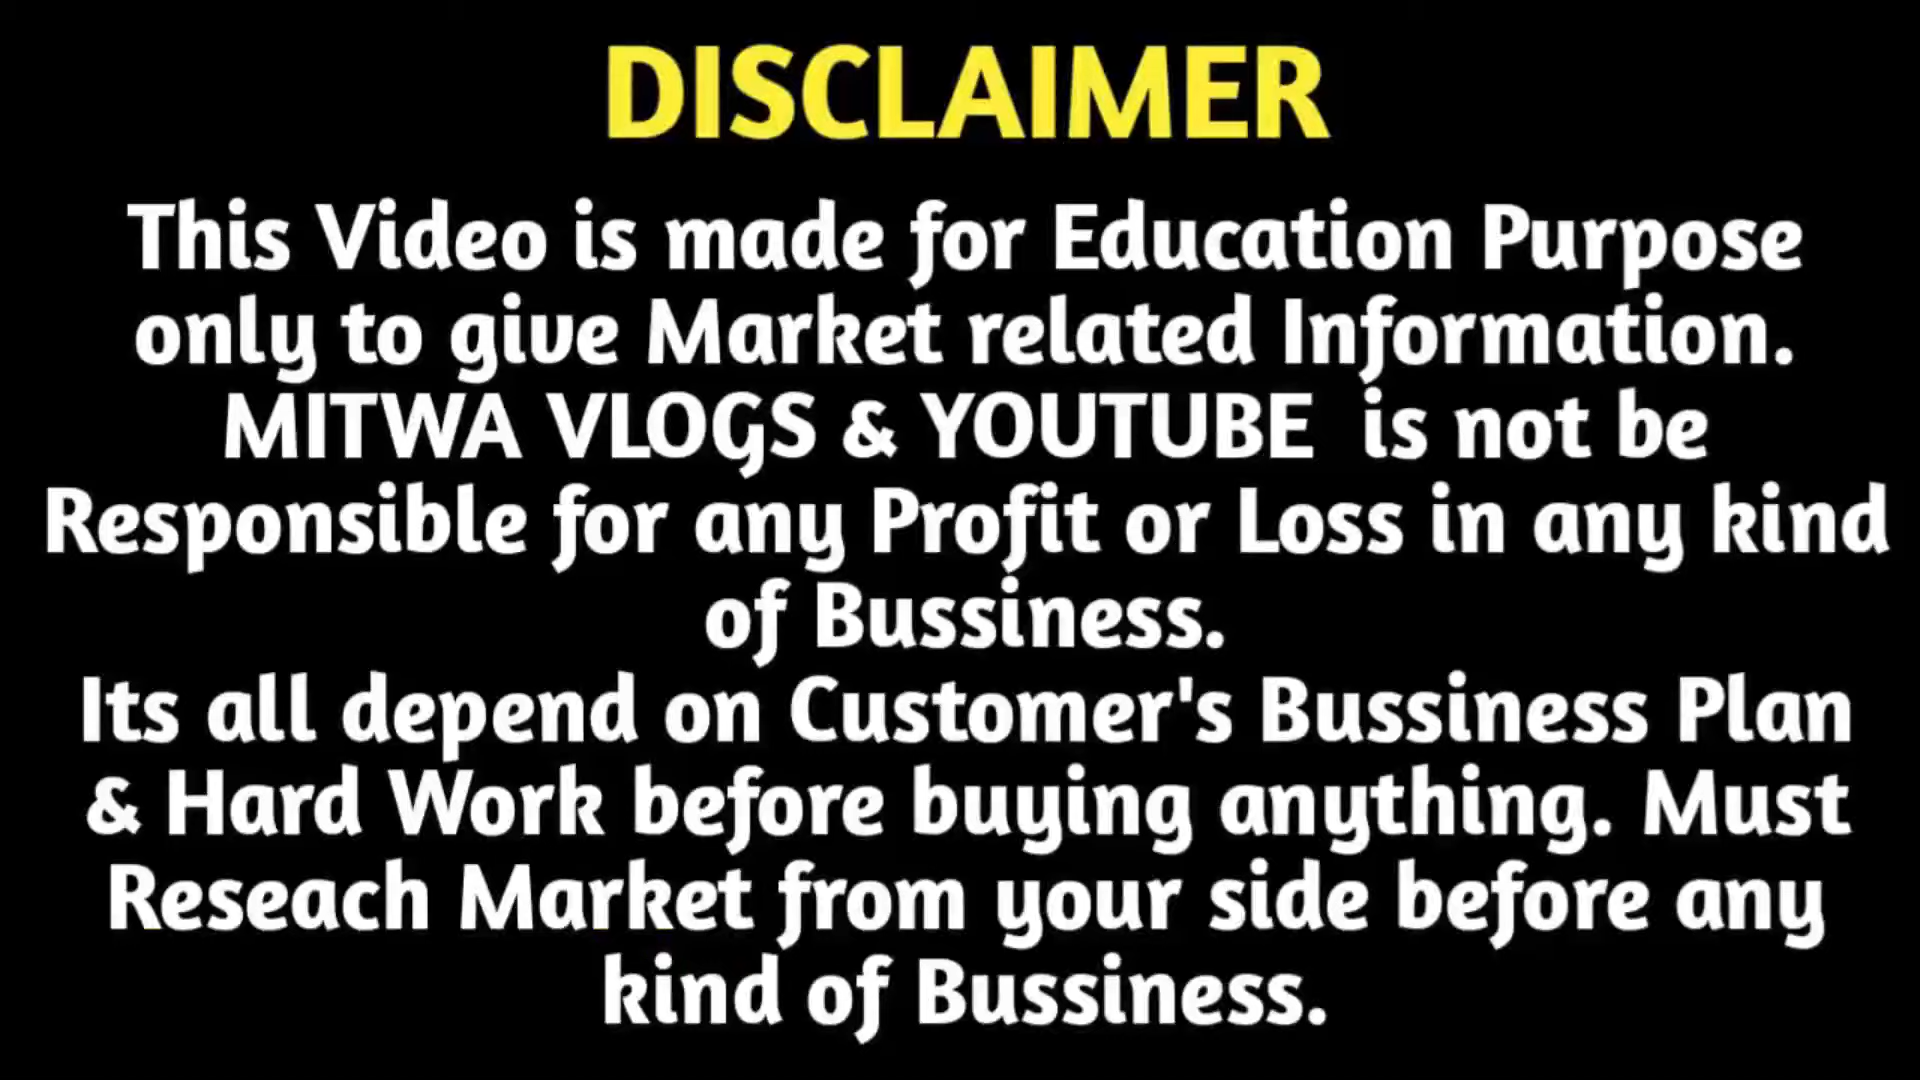 DISCLAIMER
This Video is made for Education Purpose
only to give Market related Information.
MITWA VLOGS & YOUTUBE is not be
Responsible for any Profit or Loss in any kind
of Bussiness.
Its all depend on Customer's Bussiness Plan
& Hard Work before buying anything. Must
Reseach Market from your side before any
kind of Bussiness.